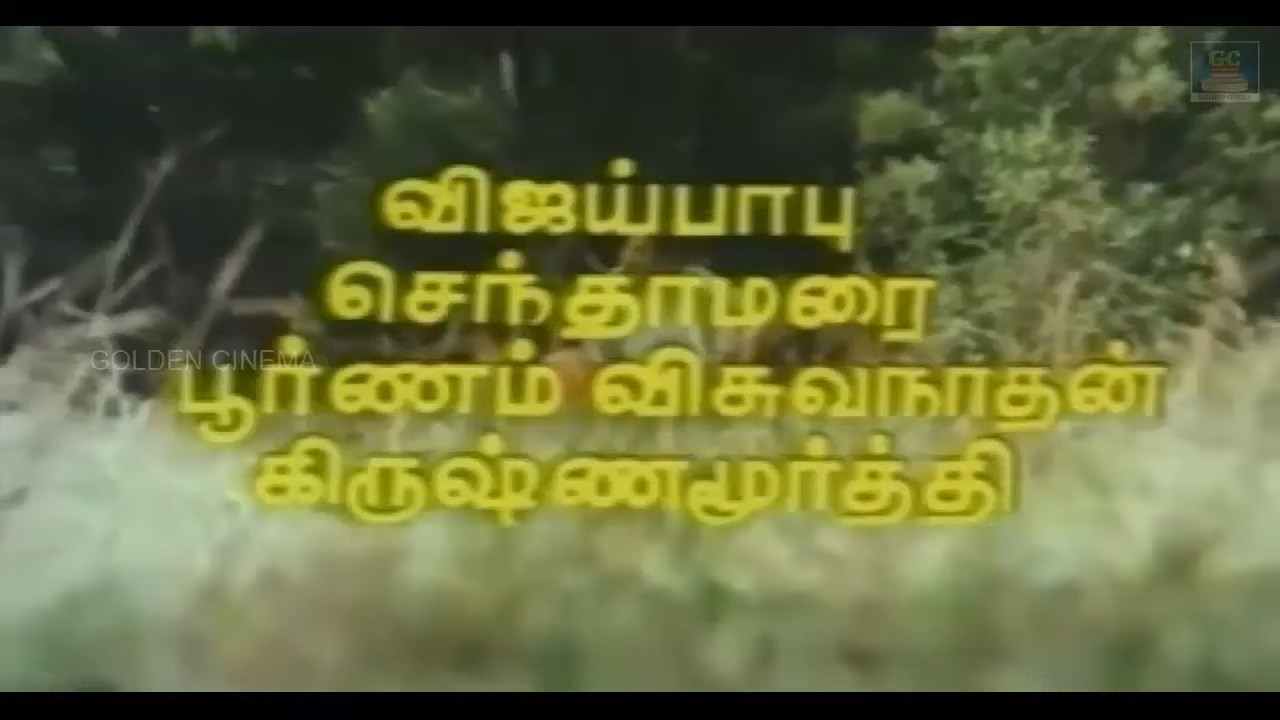 GC
விஜய்பாபு
செந்தாமரை
GOLDEN CINEMA
பூர்ணம் விசுவநாதன்
கிருஷ்ணமூர்த்தி